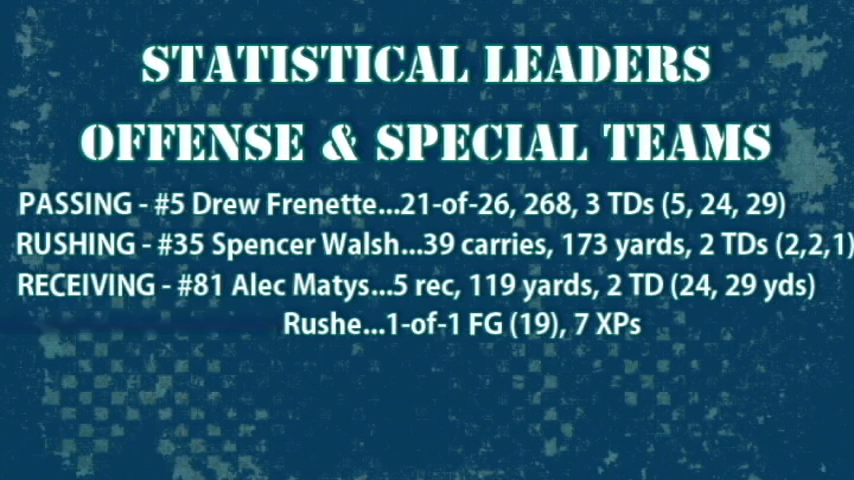 STATISTICAL LEADERS
OFFENSE & SPECIAL TEAMS
PASSING - #5 Drew Frenette...21-of-26, 268, 3 TDs (5, 24, 29)
RUSHING - #35 Spencer Walsh...39 carries, 173 yards, 2 TDs (2,2,1)
RECEIVING - #81 Alec Matys...5 rec, 119 yards, 2 TD (24, 29 yds)
Rushe...1-of-1 FG (19), 7 XPs